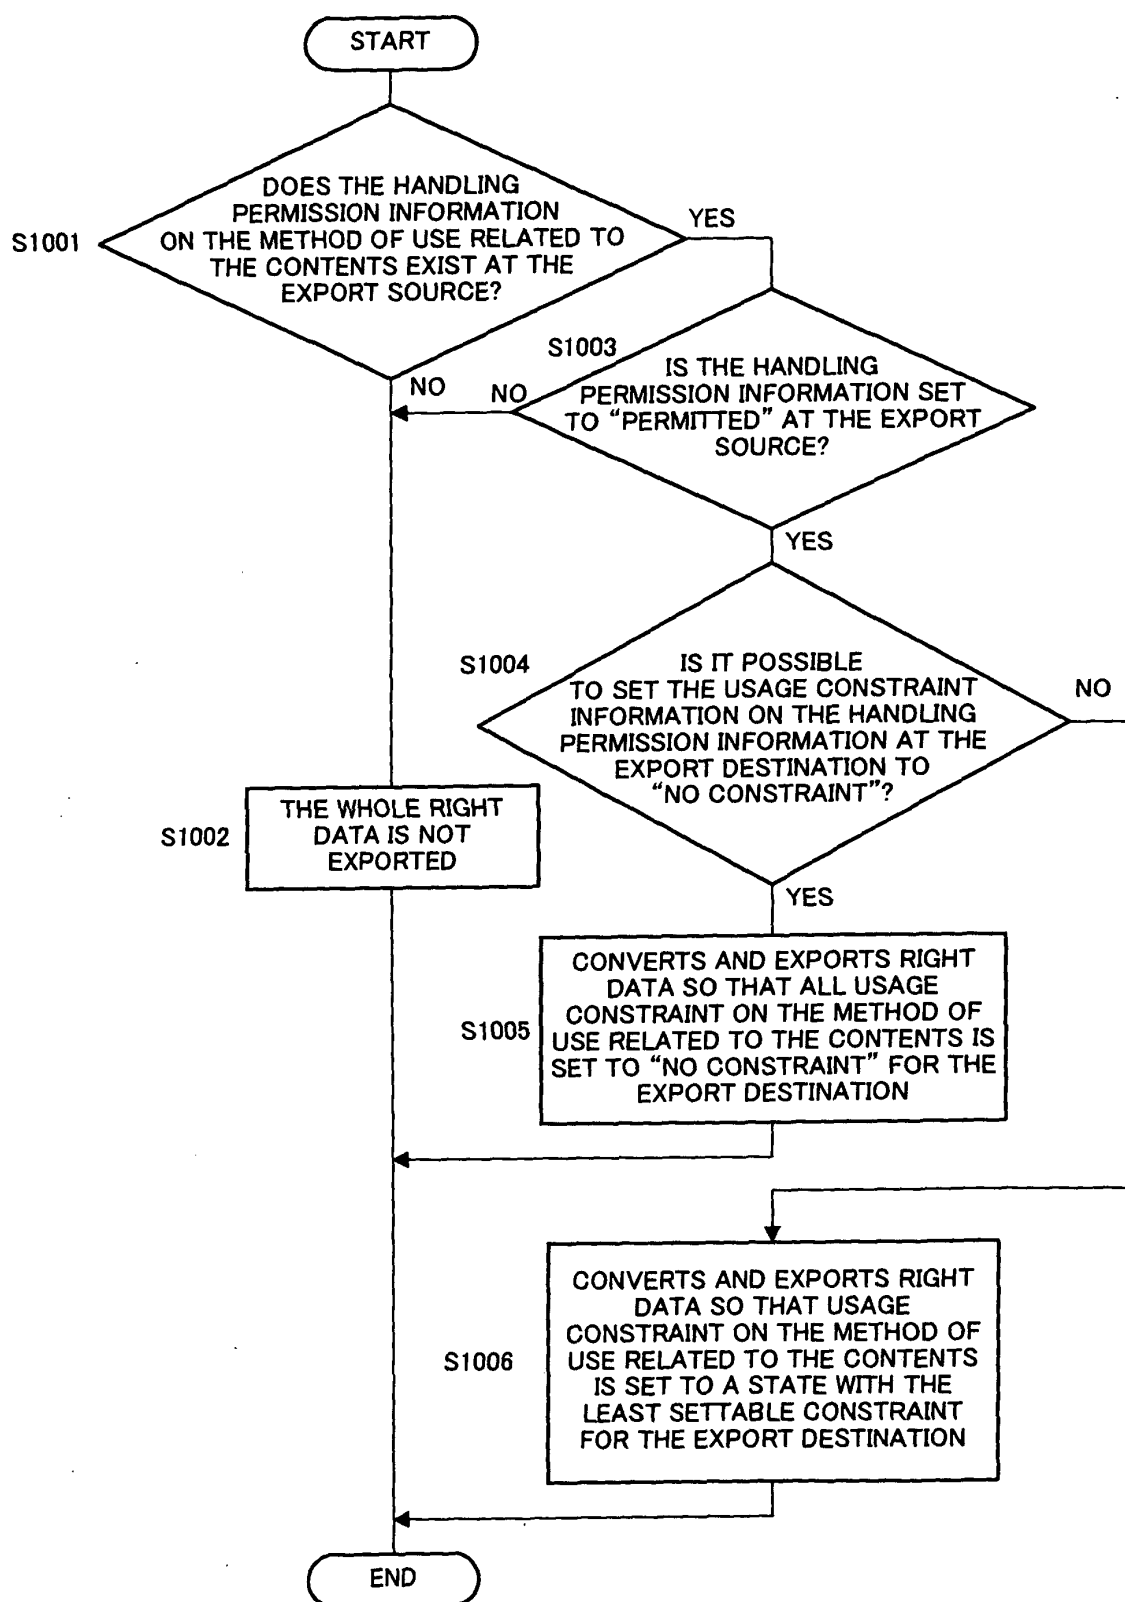 START
DOES THE HANDLING
PERMISSION INFORMATION
ON THE METHOD OF USE RELATED TO
THE CONTENTS EXIST AT THE
EXPORT SOURCE?
S1001
YES
NO
S1003
IS THE HANDLING
PERMISSION INFORMATION SET
TO “PERMITTED” AT THE EXPORT
SOURCE?
NO
YES
S1004
IS IT POSSIBLE
TO SET THE USAGE CONSTRAINT
INFORMATION ON THE HANDLING
PERMISSION INFORMATION AT THE
EXPORT DESTINATION TO
“NO CONSTRAINT”?
NO
YES
S1002
THE WHOLE RIGHT
DATA IS NOT
EXPORTED
S1005
CONVERTS AND EXPORTS RIGHT
DATA SO THAT ALL USAGE
CONSTRAINT ON THE METHOD OF
USE RELATED TO THE CONTENTS IS
SET TO “NO CONSTRAINT” FOR THE
EXPORT DESTINATION
S1006
CONVERTS AND EXPORTS RIGHT
DATA SO THAT USAGE
CONSTRAINT ON THE METHOD OF
USE RELATED TO THE CONTENTS
IS SET TO A STATE WITH THE
LEAST SETTABLE CONSTRAINT
FOR THE EXPORT DESTINATION
END